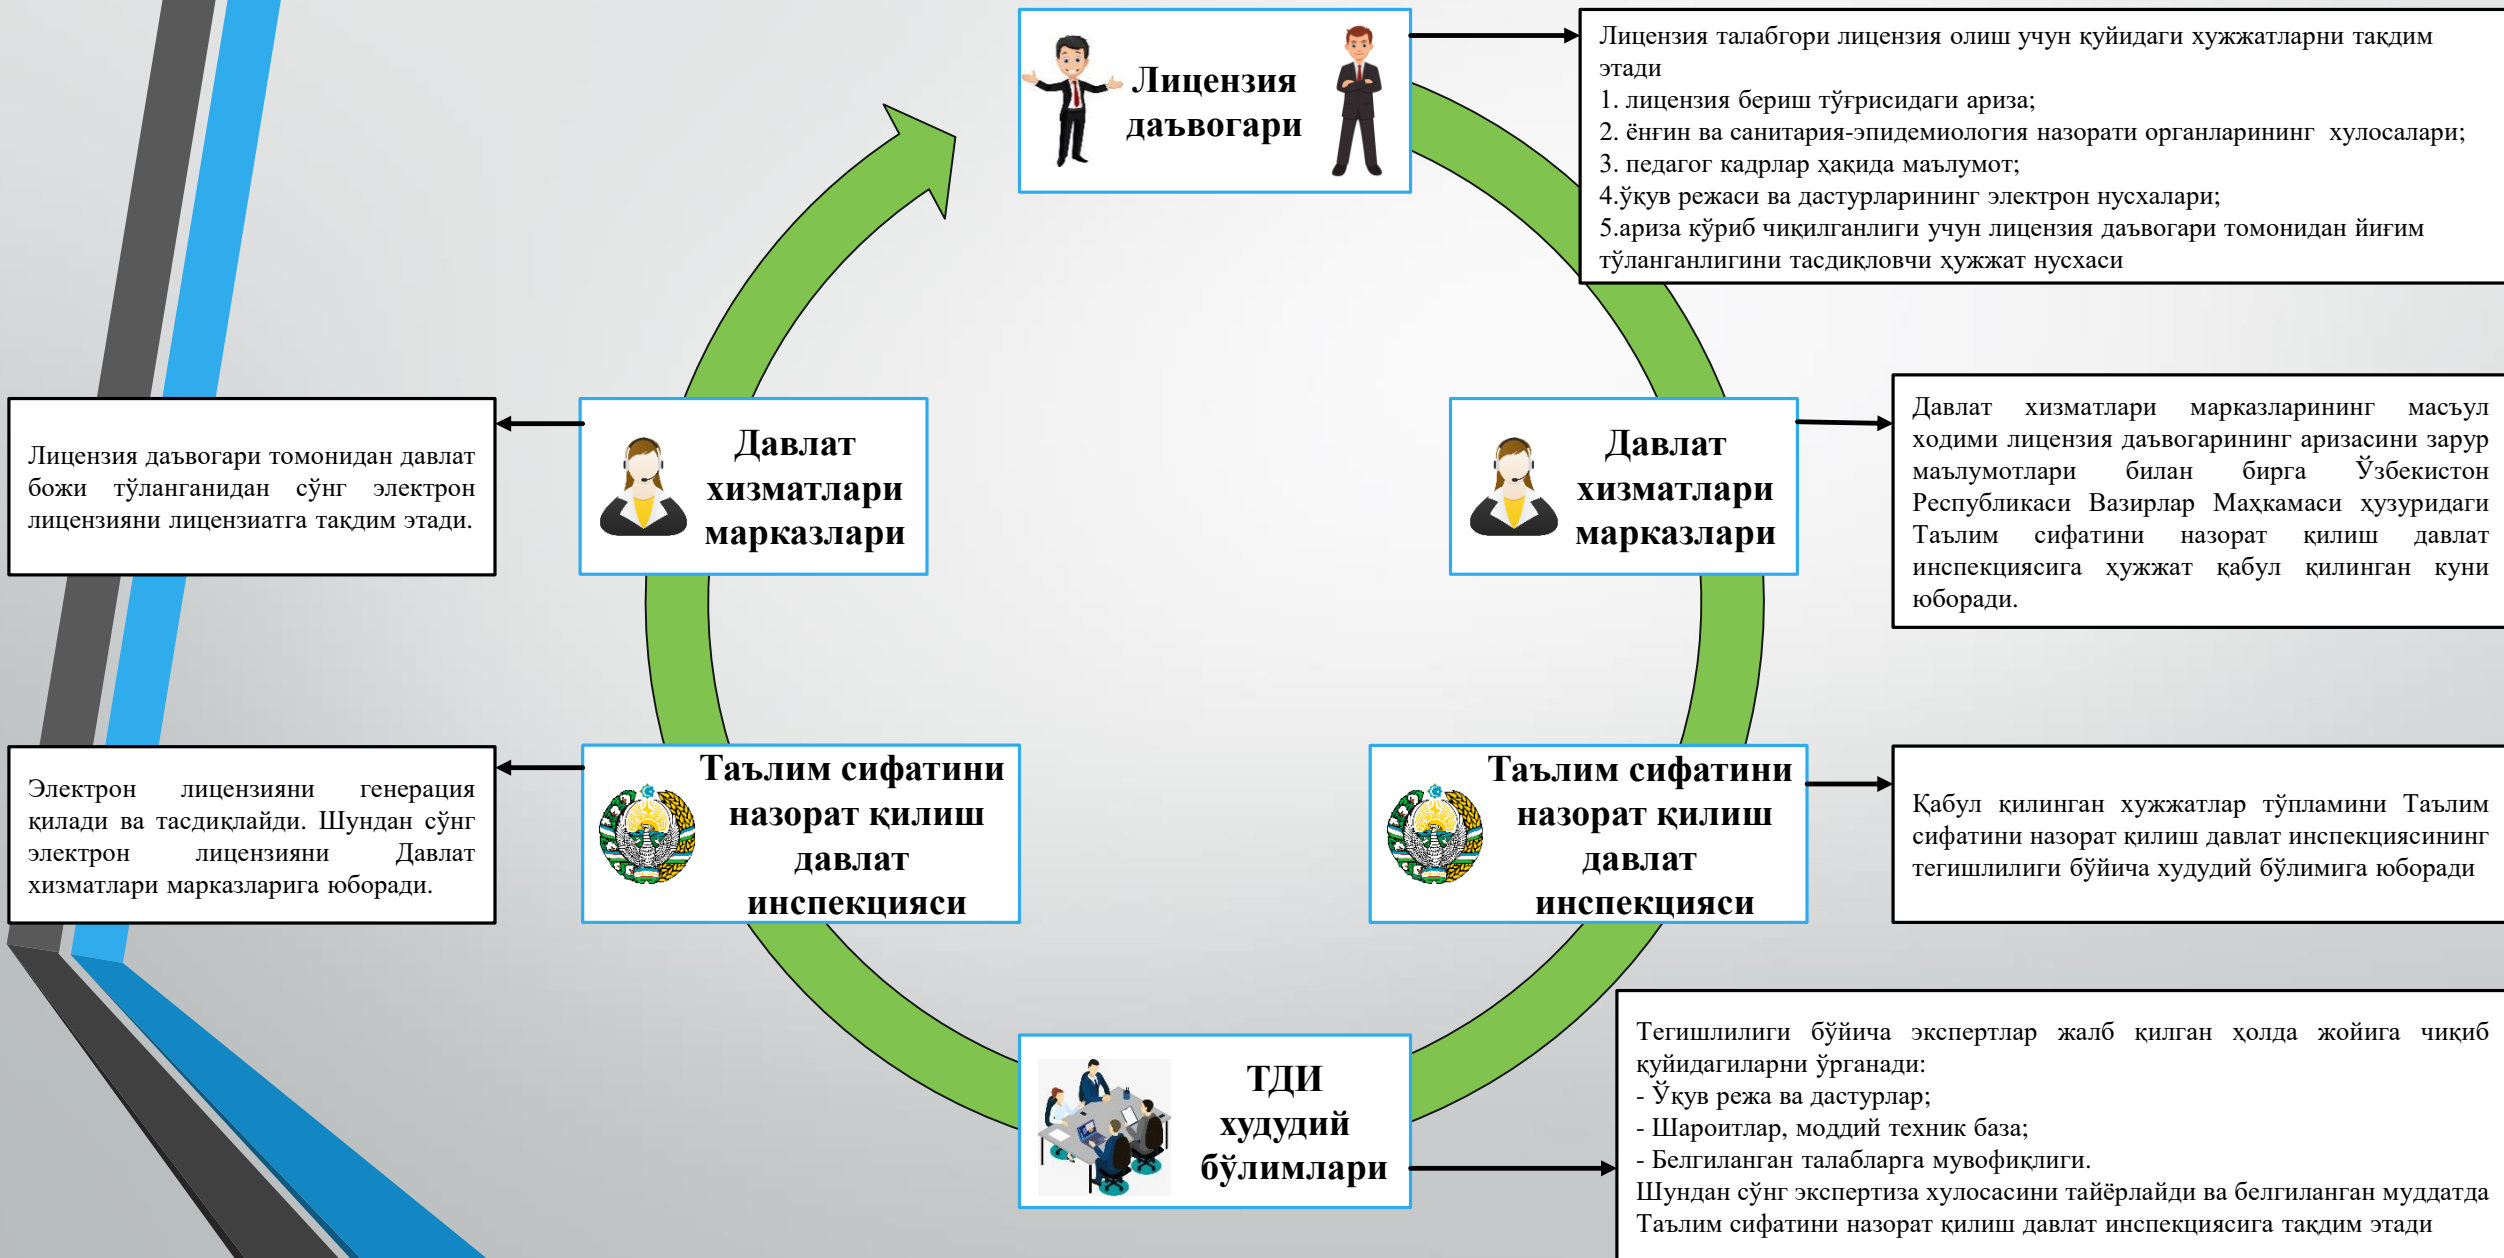 Лицензия
даъвогари
Лицензия талабгори лицензия олиш учун қуйидаги хужжатларни тақдим
этади
1. лицензия бериш тўғрисидаги ариза;
2. ёнғин ва санитария-эпидемиология назорати органларининг хулосалари;
3. педагог кадрлар ҳақида маълумот;
4.ўқув режаси ва дастурларининг электрон нусхалари;
5.ариза кўриб чиқилганлиги учун лицензия даъвогари томонидан йиғим
тўланганлигини тасдиқловчи ҳужжат нусхаси
Давлат
хизматлари
марказлари
Давлат хизматлари марказларининг масъул
ходими лицензия даъвогарининг аризасини зарур
маълумотлари билан бирга Ўзбекистон
Республикаси Вазирлар Маҳкамаси ҳузуридаги
Таълим сифатини назорат қилиш давлат
инспекциясига ҳужжат қабул қилинган куни
юборади.
Таълим сифатини
назорат қилиш
давлат
инспекцияси
Қабул қилинган хужжатлар тўпламини Таълим
сифатини назорат қилиш давлат инспекциясининг
тегишлилиги бўйича худудий бўлимига юборади
ТДИ
худудий
бўлимлари
Тегишлилиги бўйича экспертлар жалб қилган ҳолда жойига чиқиб
қуйидагиларни ўрганади:
- Ўқув режа ва дастурлар;
- Шароитлар, моддий техник база;
- Белгиланган талабларга мувофиқлиги.
Шундан сўнг экспертиза хулосасини тайёрлайди ва белгиланган муддатда
Таълим сифатини назорат қилиш давлат инспекциясига тақдим этади
Таълим сифатини
назорат қилиш
давлат
инспекцияси
Электрон лицензияни генерация
қилади ва тасдиқлайди. Шундан сўнг
электрон лицензияни Давлат
хизматлари марказларига юборади.
Давлат
хизматлари
марказлари
Лицензия даъвогари томонидан давлат
божи тўланганидан сўнг электрон
лицензияни лицензиатга тақдим этади.